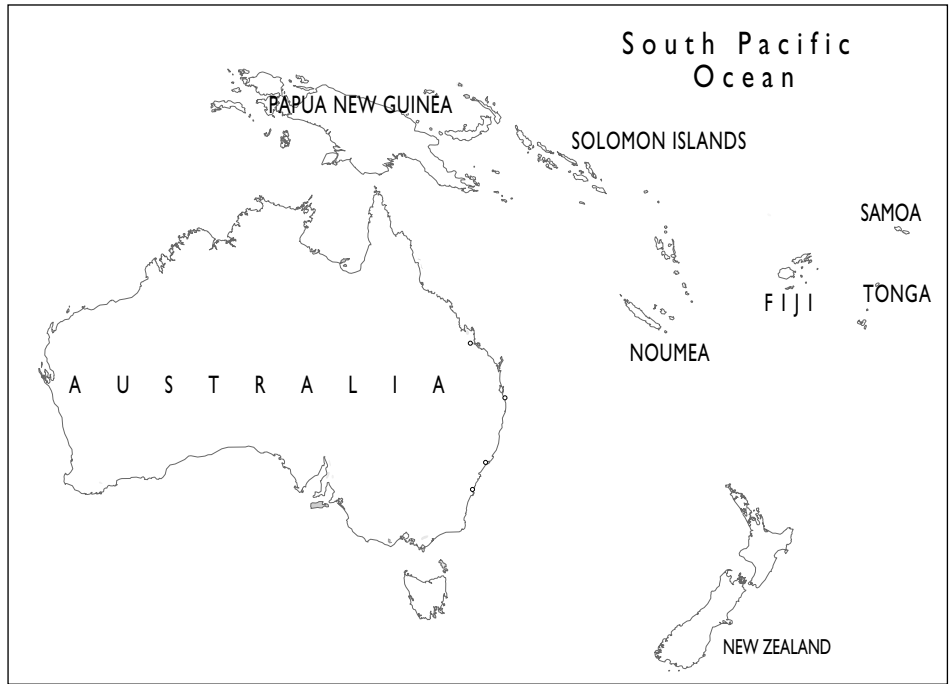 South Pacific
Ocean
PAPUA NEW GUINEA
SOLOMON ISLANDS
SAMOA
FIJI
TONGA
NOUMEA
AUSTRALIA
NEW ZEALAND